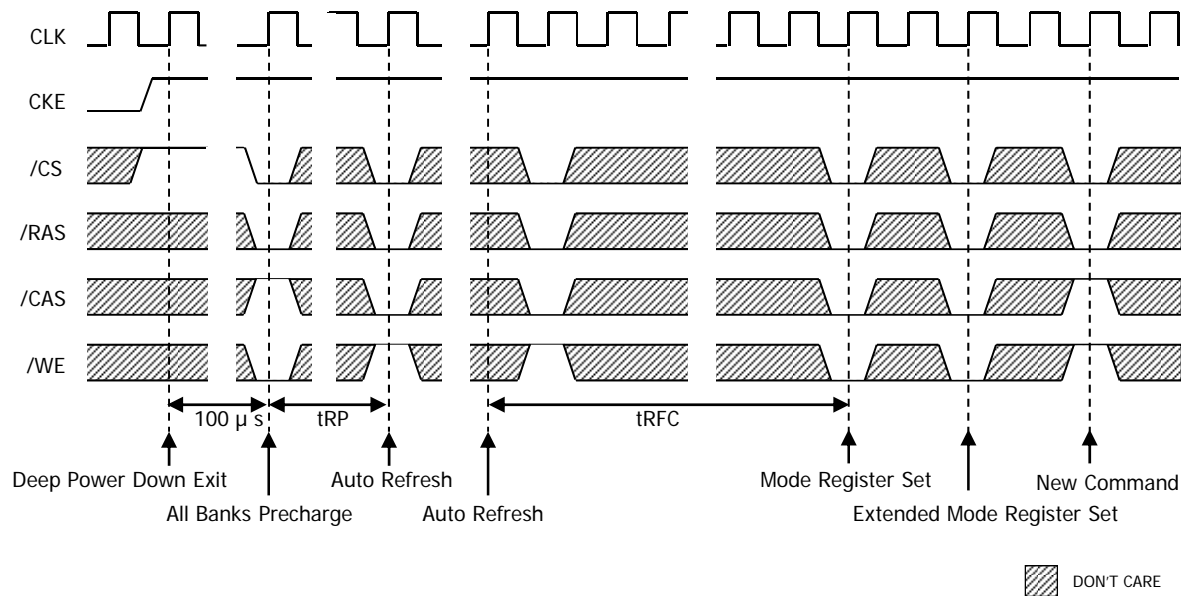 CLK
CKE
/CS
/RAS
/CAS
/WE
100 µ s
tRP
tRFC
Deep Power Down Exit
Auto Refresh
Mode Register Set
New Command
All Banks Precharge
Auto Refresh
Extended Mode Register Set
DON'T CARE